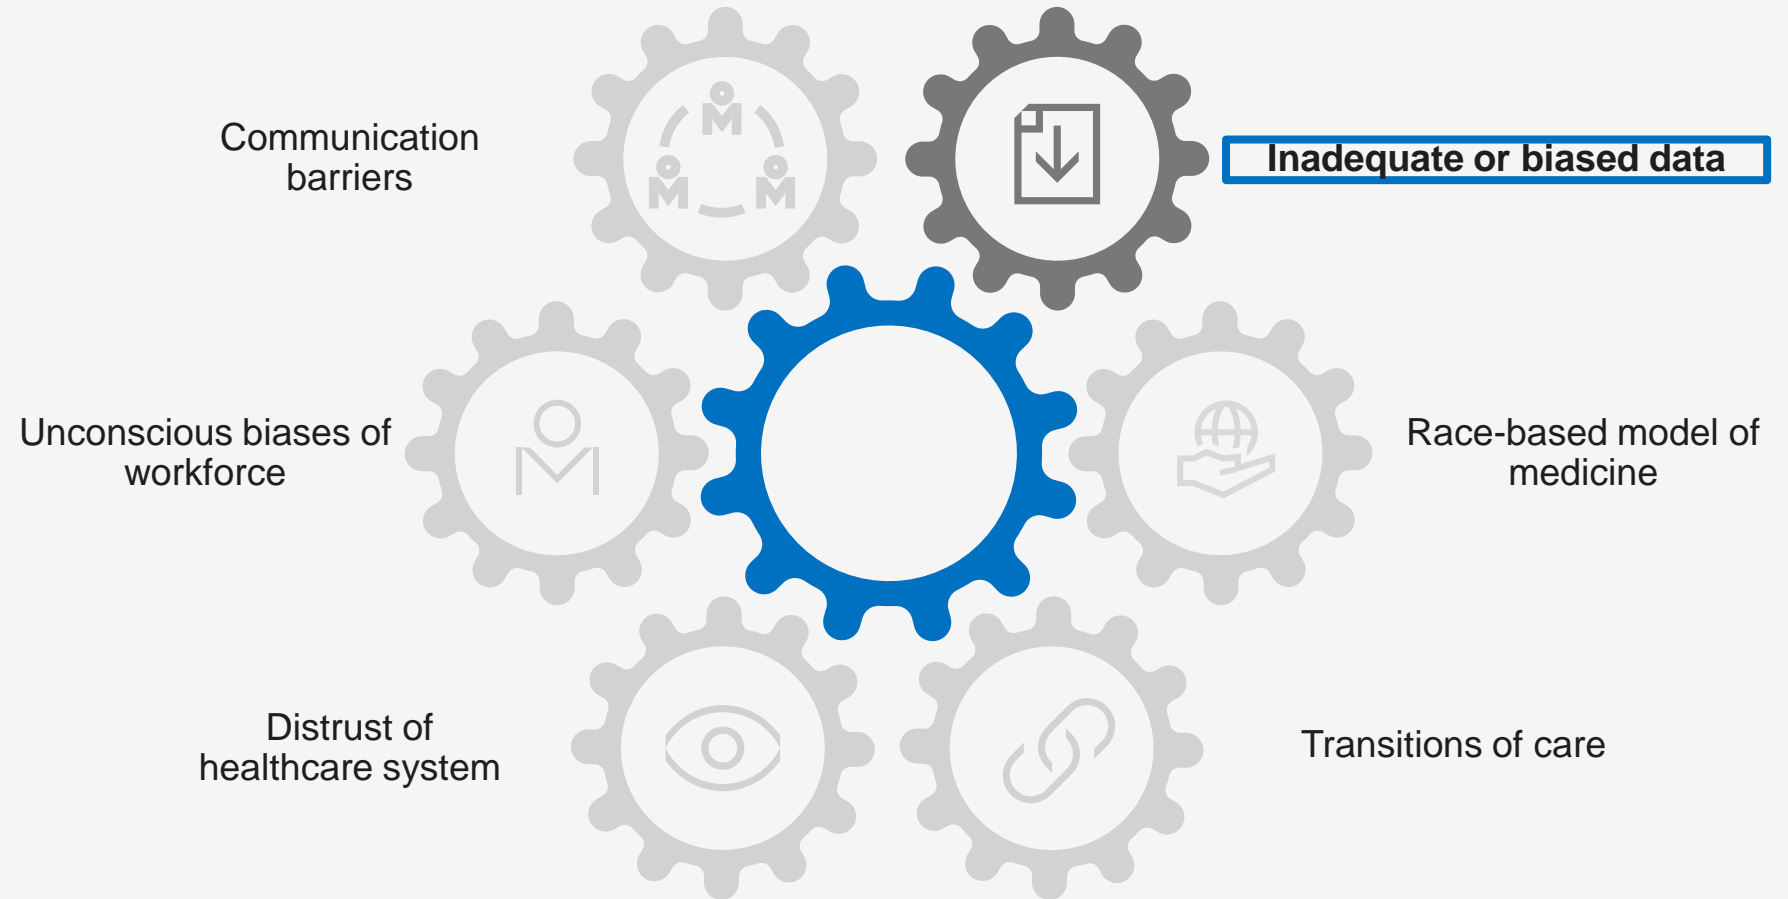 Communication
barriers
Inadequate or biased data
Unconscious biases of
workforce
Race-based model of
medicine
Distrust of
healthcare system
Transitions of care